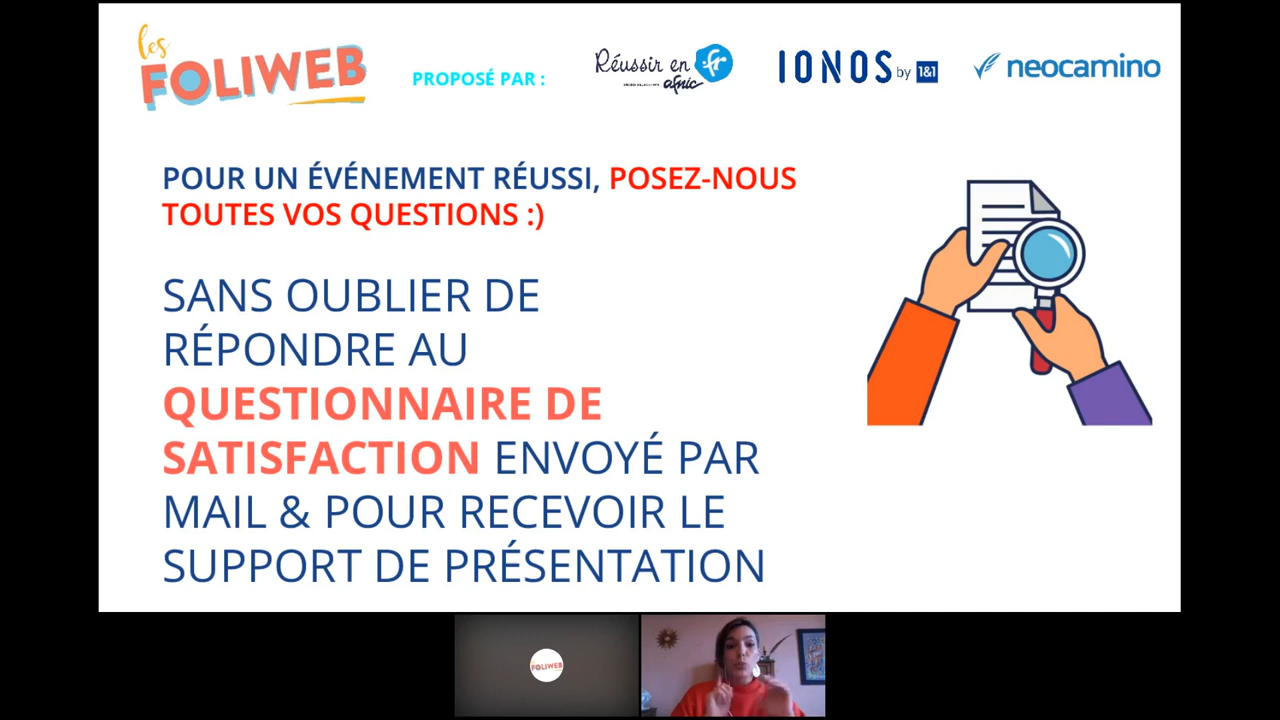 les
FOLIWEB
PROPOSÉ PAR :
Réussir en .fr
afnic
IONOS by 1&1
neocamino
POUR UN ÉVÉNEMENT RÉUSSI, POSEZ-NOUS
TOUTES VOS QUESTIONS :)
SANS OUBLIER DE
RÉPONDRE AU
QUESTIONNAIRE DE
SATISFACTION ENVOYÉ PAR
MAIL & POUR RECEVOIR LE
SUPPORT DE PRÉSENTATION
FOLIWEB